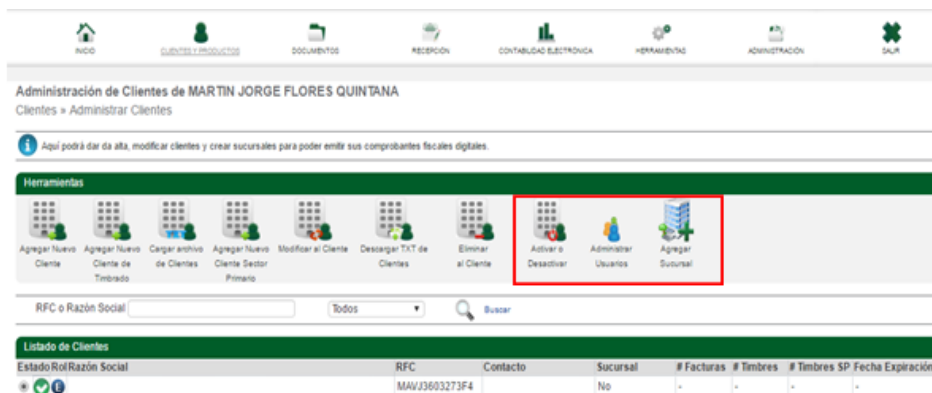 INICIO CLIENTES Y PRODUCTOS DOCUMENTOS RECEPCIÓN CONTABILIDAD ELECTRÓNICA HERRAMIENTAS ADMINISTRACIÓN SALIR
Administración de Clientes de MARTIN JORGE FLORES QUINTANA
Clientes » Administrar Clientes
Aquí podrá dar da alta, modificar clientes y crear sucursales para poder emitir sus comprobantes fiscales digitales.
Herramientas
Agregar Nuevo Agregar Nuevo Cargar archivo Agregar Nuevo Modificar al Cliente Descargar TXT de Eliminar Activar o Administrar Agregar
Cliente Cliente de de Clientes Cliente Sector Clientes al Cliente Desactivar Usuarios Sucursal
Timbrado Primario
RFC o Razón Social Todos Buscar
Listado de Clientes
Estado Rol Razón Social RFC Contacto Sucursal # Facturas # Timbres # Timbres SP Fecha Expiración
E MAVJ3603273F4 No - - - -